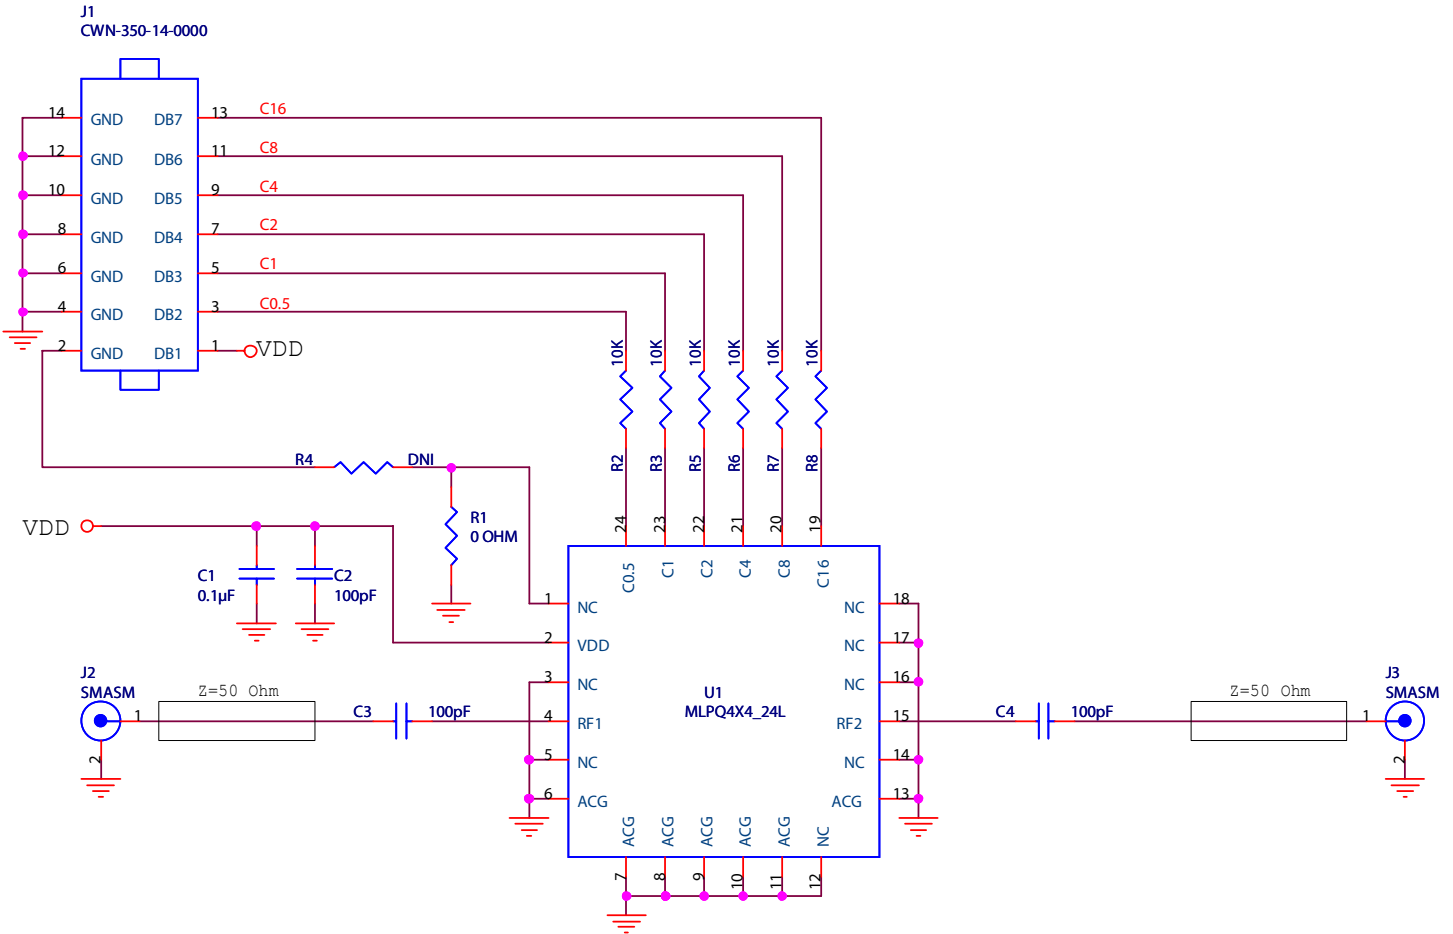 J1
CWN-350-14-0000
14 GND DB7 13 C16
12 GND DB6 11 C8
10 GND DB5 9 C4
8 GND DB4 7 C2
6 GND DB3 5 C1
4 GND DB2 3 C0.5
2 GND DB1 1 VDD
10K 10K 10K 10K 10K 10K
R2 R3 R5 R6 R7 R8
R4 DNI
R1
0 OHM
VDD
C1
0.1µF
C2
100pF
24 23 22 21 20 19
C0.5 C1 C2 C4 C8 C16
1 NC NC 18
2 VDD NC 17
3 NC NC 16
U1
MLPQ4X4_24L
4 RF1 RF2 15
5 NC NC 14
6 ACG ACG 13
ACG ACG ACG ACG ACG NC
7 8 9 10 11 12
J2
SMASM
1
2
Z=50 Ohm
C3 100pF
C4 100pF
Z=50 Ohm
J3
SMASM
1
2